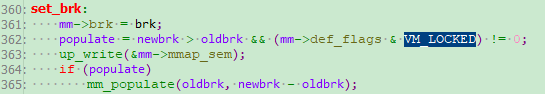 360: set_brk:
361: mm->brk = brk;
362: populate = newbrk > oldbrk && (mm->def_flags & VM_LOCKED) != 0;
363: up_write(&mm->mmap_sem);
364: if (populate)
365: mm_populate(oldbrk, newbrk - oldbrk);